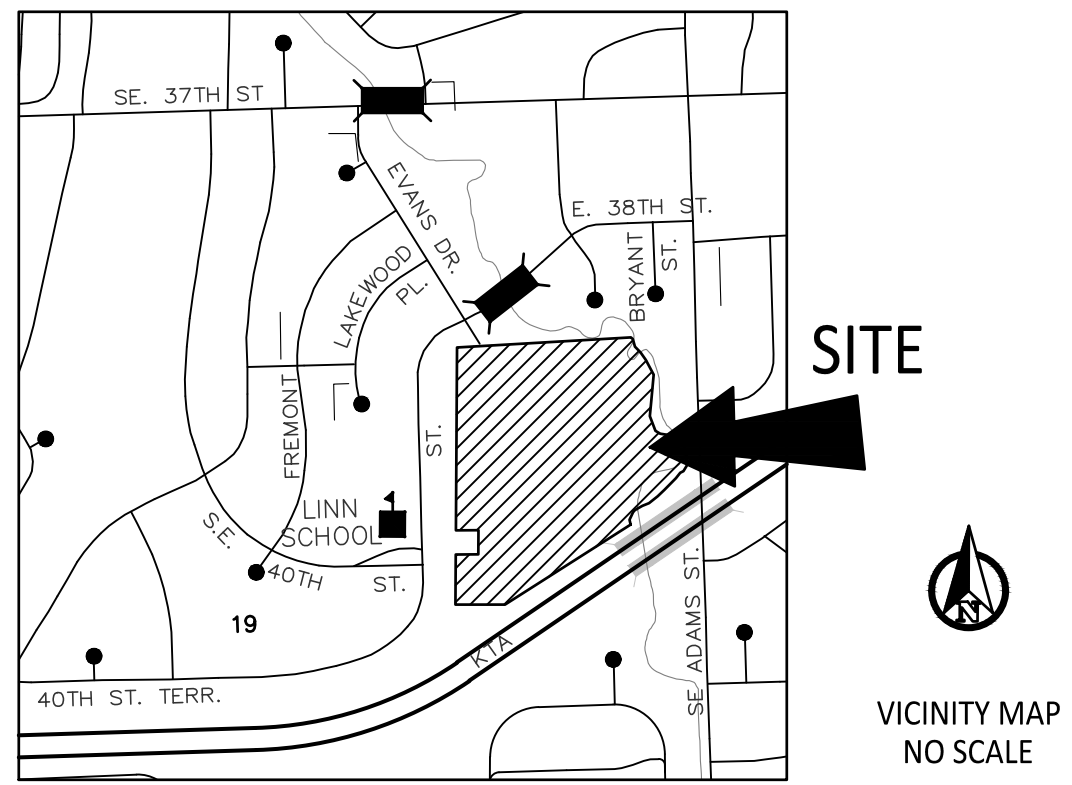 SE. 37TH ST
EVANS DR.
E. 38TH ST.
LAKEWOOD
PL.
BRYANT
ST.
SITE
FREMONT
ST.
LINN
SCHOOL
S.E.
40TH
ST.
19
N
KTA
SE ADAMS ST.
40TH ST. TERR.
VICINITY MAP
NO SCALE